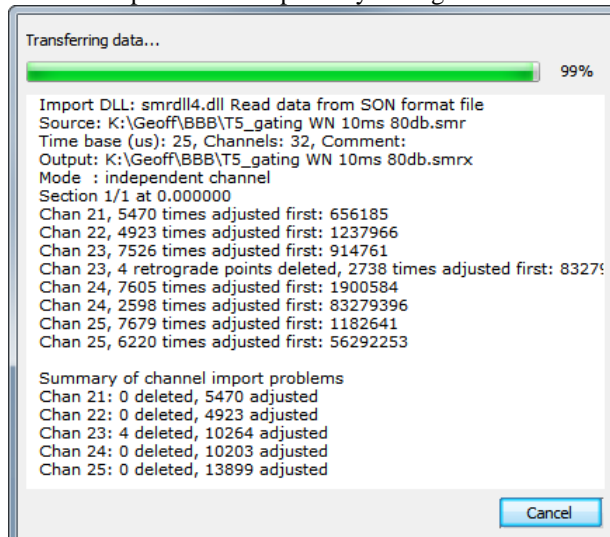 Transferring data...
99%
Import DLL: smrdll4.dll Read data from SON format file
Source: K:\Geoff\BBB\T5_gating WN 10ms 80db.smr
Time base (us): 25, Channels: 32, Comment:
Output: K:\Geoff\BBB\T5_gating WN 10ms 80db.smrx
Mode : independent channel
Section 1/1 at 0.000000
Chan 21, 5470 times adjusted first: 656185
Chan 22, 4923 times adjusted first: 1237966
Chan 23, 7526 times adjusted first: 914761
Chan 23, 4 retrograde points deleted, 2738 times adjusted first: 83279
Chan 24, 7605 times adjusted first: 1900584
Chan 24, 2598 times adjusted first: 83279396
Chan 25, 7679 times adjusted first: 1182641
Chan 25, 6220 times adjusted first: 56292253
Summary of channel import problems
Chan 21: 0 deleted, 5470 adjusted
Chan 22: 0 deleted, 4923 adjusted
Chan 23: 4 deleted, 10264 adjusted
Chan 24: 0 deleted, 10203 adjusted
Chan 25: 0 deleted, 13899 adjusted
Cancel